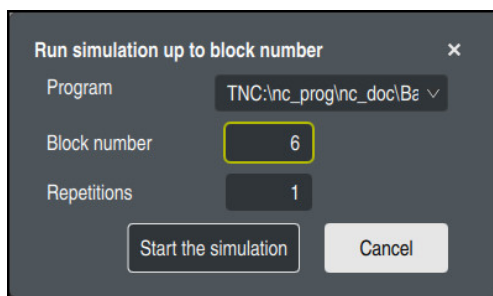 Run simulation up to block number ×
Program TNC:\nc_prog\nc_doc\Ba
Block number 6
Repetitions 1
Start the simulation Cancel